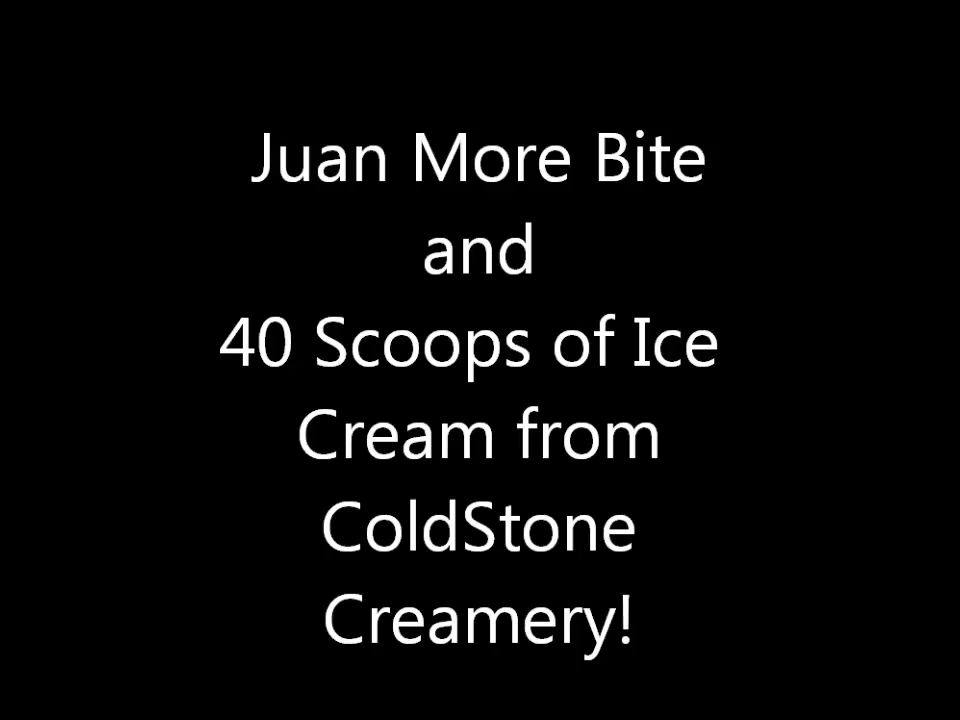 Juan More Bite
and
40 Scoops of Ice
Cream from
ColdStone
Creamery!